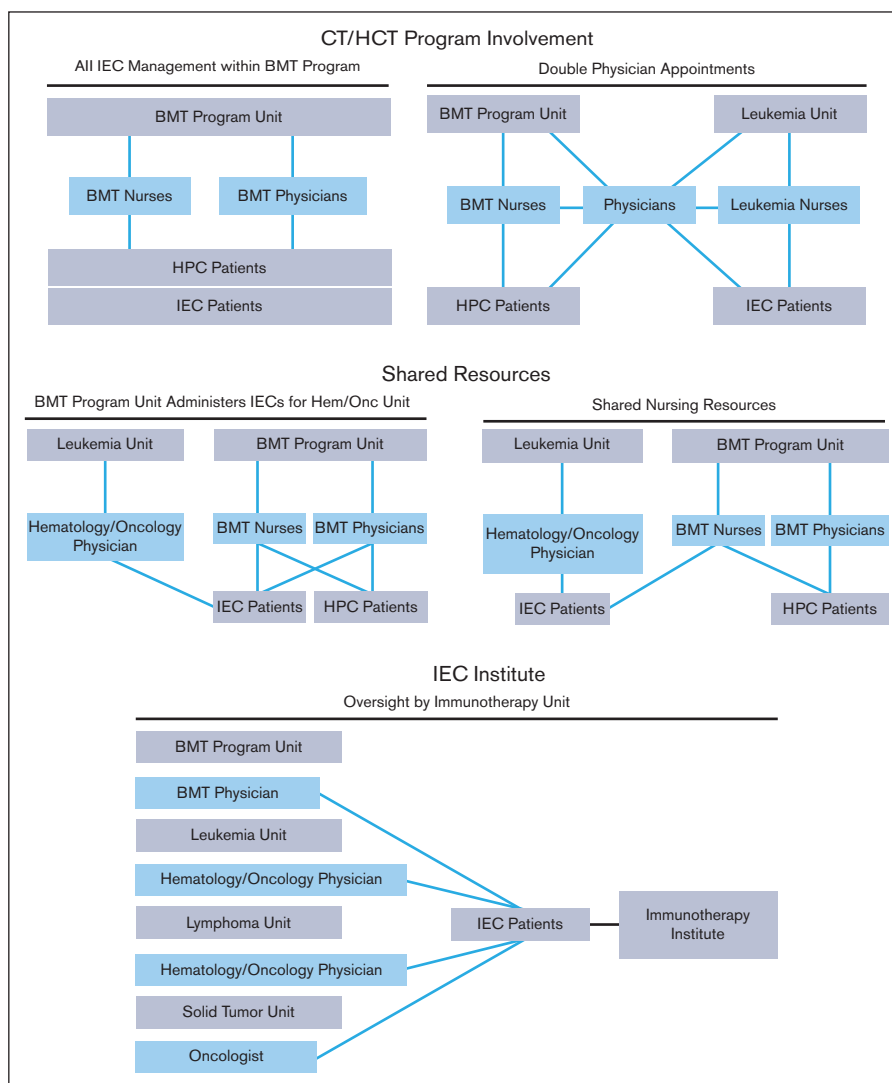 CT/HCT Program Involvement
All IEC Management within BMT Program
BMT Program Unit
BMT Nurses
BMT Physicians
HPC Patients
IEC Patients
Double Physician Appointments
BMT Program Unit
Leukemia Unit
BMT Nurses
Physicians
Leukemia Nurses
HPC Patients
IEC Patients
Shared Resources
BMT Program Unit Administers IECs for Hem/Onc Unit
Leukemia Unit
BMT Program Unit
Hematology/Oncology
Physician
BMT Nurses
BMT Physicians
IEC Patients
HPC Patients
Shared Nursing Resources
Leukemia Unit
BMT Program Unit
Hematology/Oncology
Physician
BMT Nurses
BMT Physicians
IEC Patients
HPC Patients
IEC Institute
Oversight by Immunotherapy Unit
BMT Program Unit
BMT Physician
Leukemia Unit
Hematology/Oncology Physician
Lymphoma Unit
Hematology/Oncology Physician
Solid Tumor Unit
Oncologist
IEC Patients
Immunotherapy
Institute